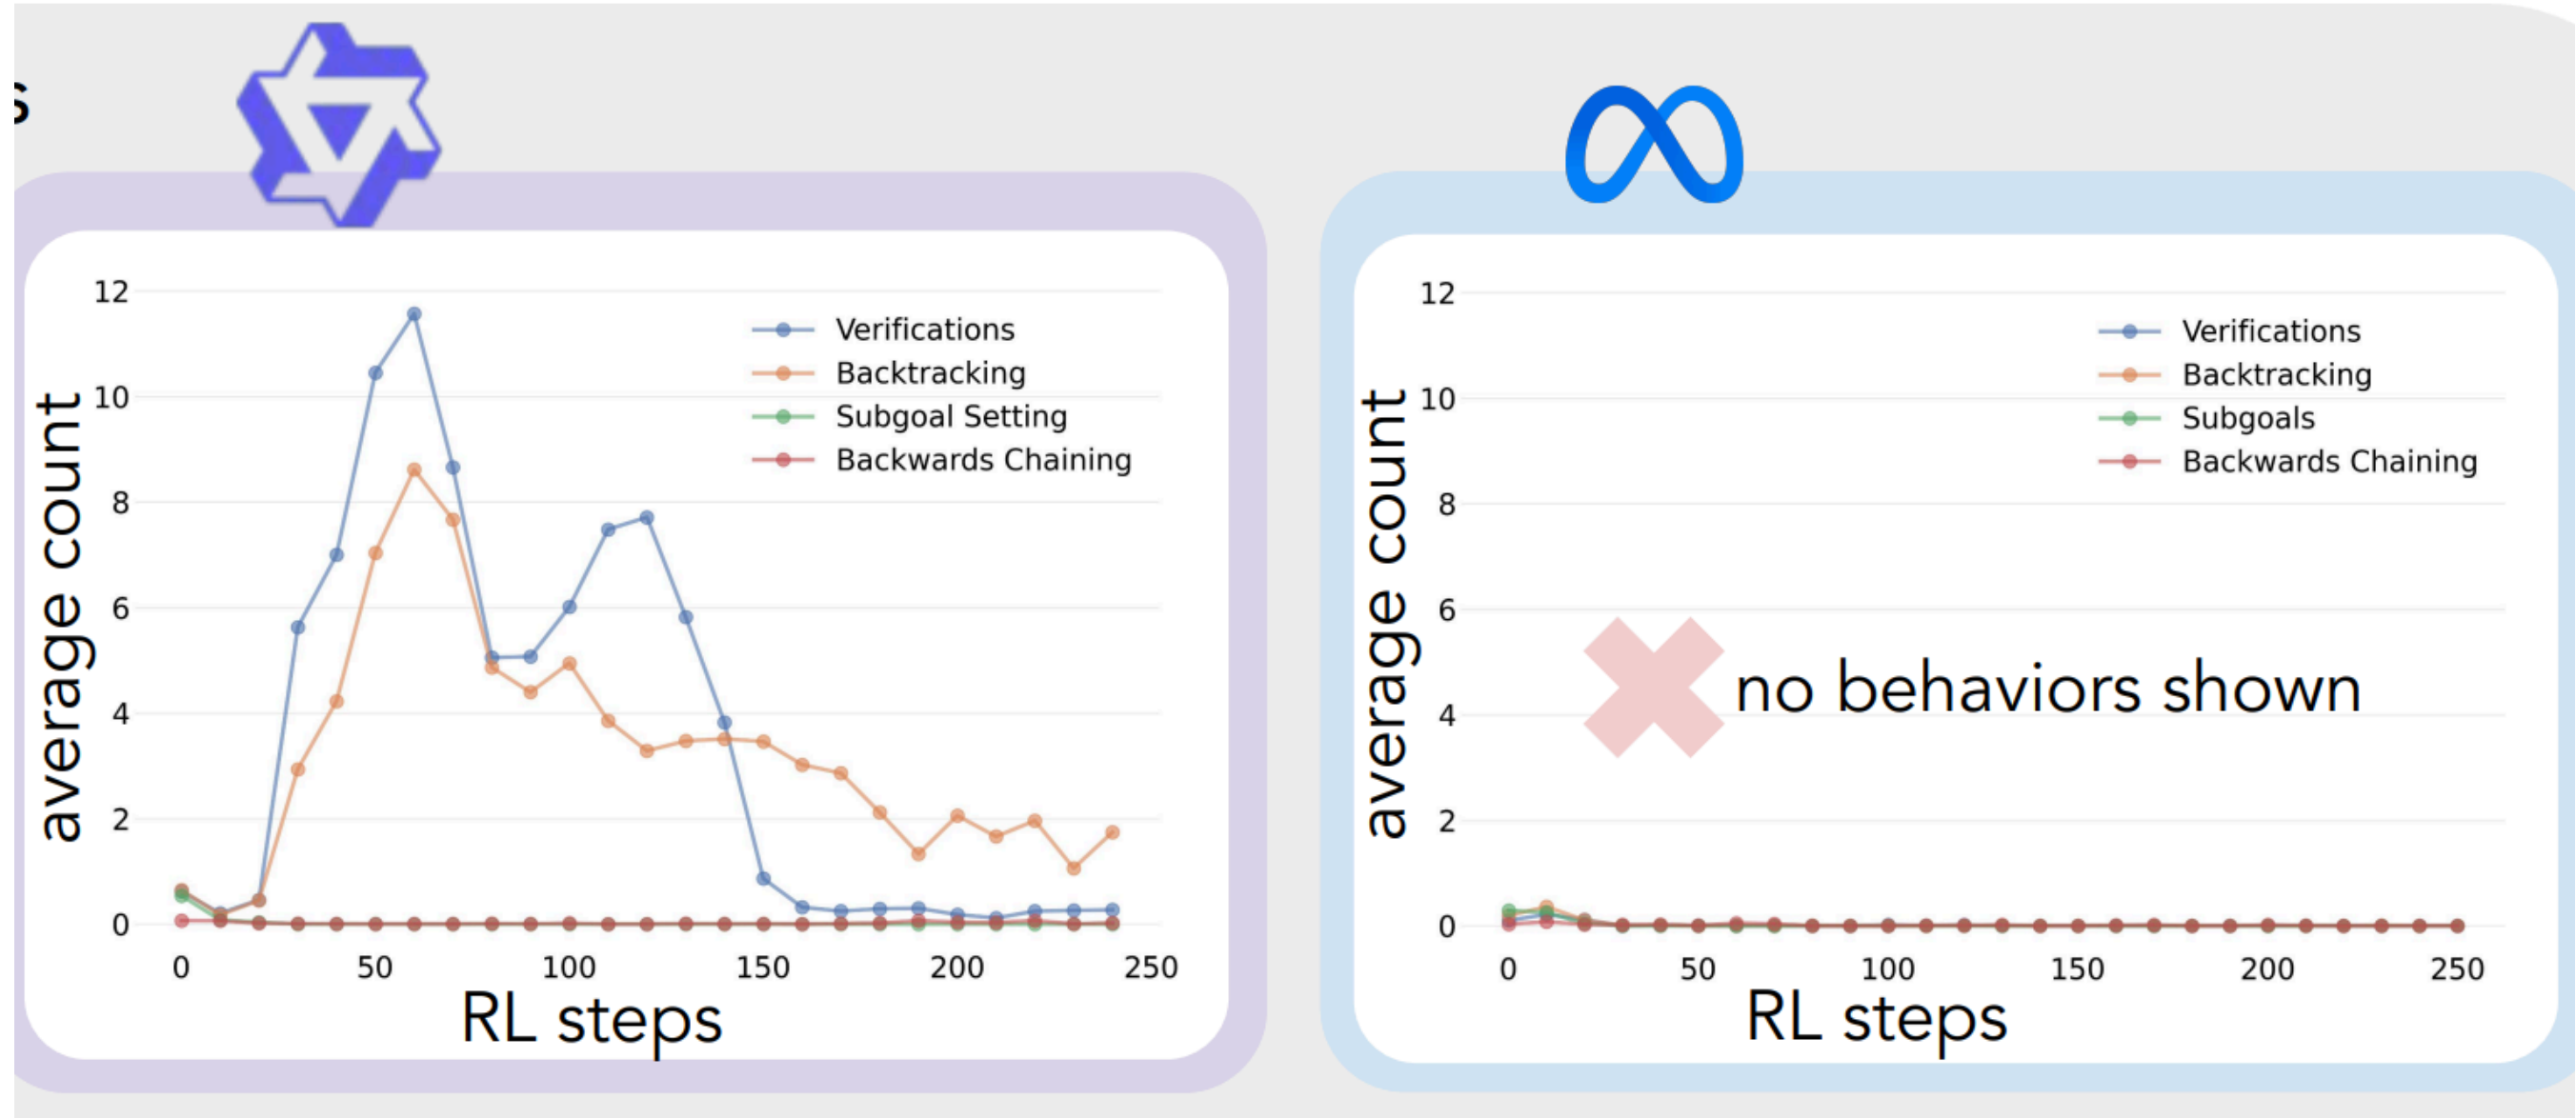 s
12
10
8
6
4
2
0
average count
Verifications
Backtracking
Subgoal Setting
Backwards Chaining
0 50 100 150 200 250
RL steps
12
10
8
6
4
2
0
average count
Verifications
Backtracking
Subgoals
Backwards Chaining
no behaviors shown
0 50 100 150 200 250
RL steps